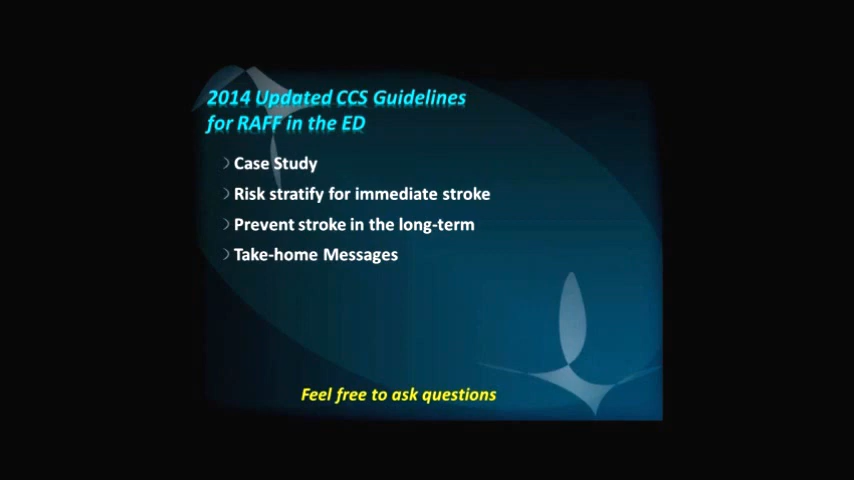 2014 Updated CCS Guidelines
for RAFF in the ED
Case Study
Risk stratify for immediate stroke
Prevent stroke in the long-term
Take-home Messages
Feel free to ask questions